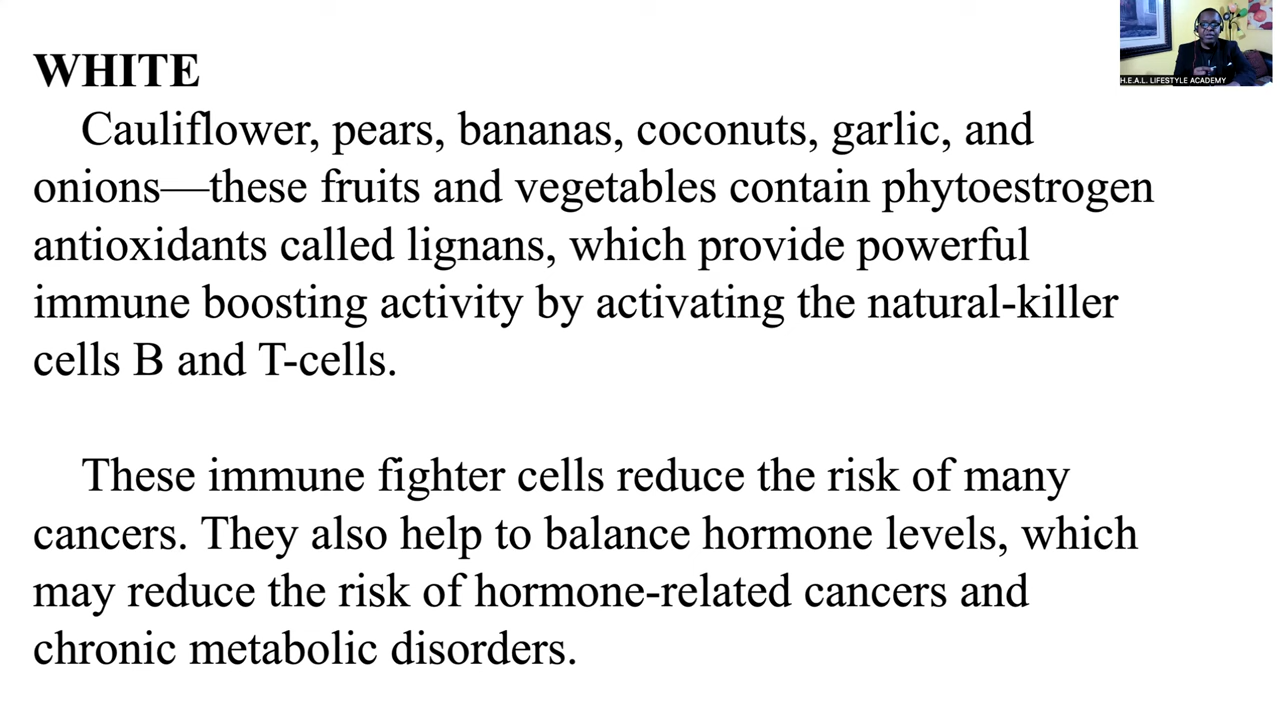 WHITE
Cauliflower, pears, bananas, coconuts, garlic, and
onions—these fruits and vegetables contain phytoestrogen
antioxidants called lignans, which provide powerful
immune boosting activity by activating the natural-killer
cells B and T-cells.
These immune fighter cells reduce the risk of many
cancers. They also help to balance hormone levels, which
may reduce the risk of hormone-related cancers and
chronic metabolic disorders.
H.E.A.L. LIFESTYLE ACADEMY